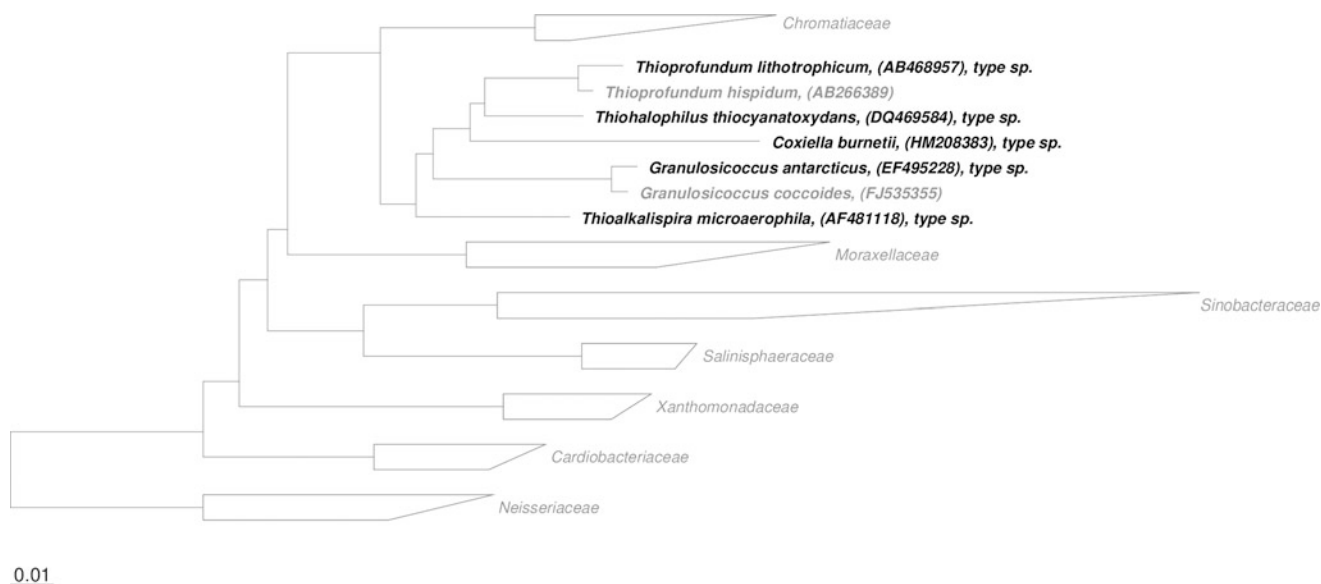 Chromatiaceae
Thioprofundum lithotrophicum, (AB468957), type sp.
Thioprofundum hispidum, (AB266389)
Thiohalophilus thiocyanatoxydans, (DQ469584), type sp.
Coxiella burnetii, (HM208383), type sp.
Granulosicoccus antarcticus, (EF495228), type sp.
Granulosicoccus coccoides, (FJ535355)
Thioalkalispira microaerophila, (AF481118), type sp.
Moraxellaceae
Sinobacteraceae
Salinisphaeraceae
Xanthomonadaceae
Cardiobacteriaceae
Neisseriaceae
0.01